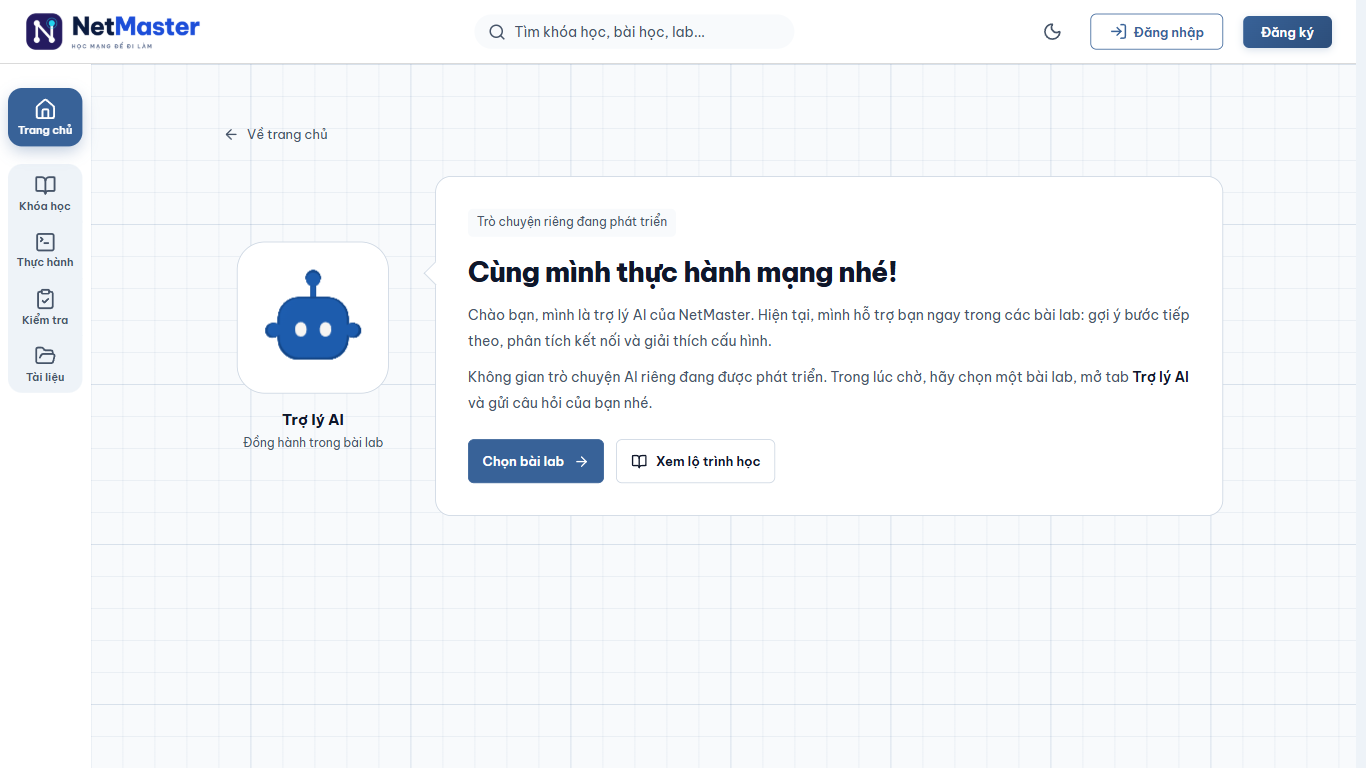 NetMaster
HỌC MẠNG ĐỂ ĐI LÀM
Tìm khóa học, bài học, lab...
Đăng nhập
Đăng ký
Trang chủ
Khóa học
Thực hành
Kiểm tra
Tài liệu
Về trang chủ
Trợ lý AI
Đồng hành trong bài lab
Trò chuyện riêng đang phát triển
Cùng mình thực hành mạng nhé!
Chào bạn, mình là trợ lý AI của NetMaster. Hiện tại, mình hỗ trợ bạn ngay trong các bài lab: gợi ý bước tiếp
theo, phân tích kết nối và giải thích cấu hình.
Không gian trò chuyện AI riêng đang được phát triển. Trong lúc chờ, hãy chọn một bài lab, mở tab Trợ lý AI
và gửi câu hỏi của bạn nhé.
Chọn bài lab
Xem lộ trình học